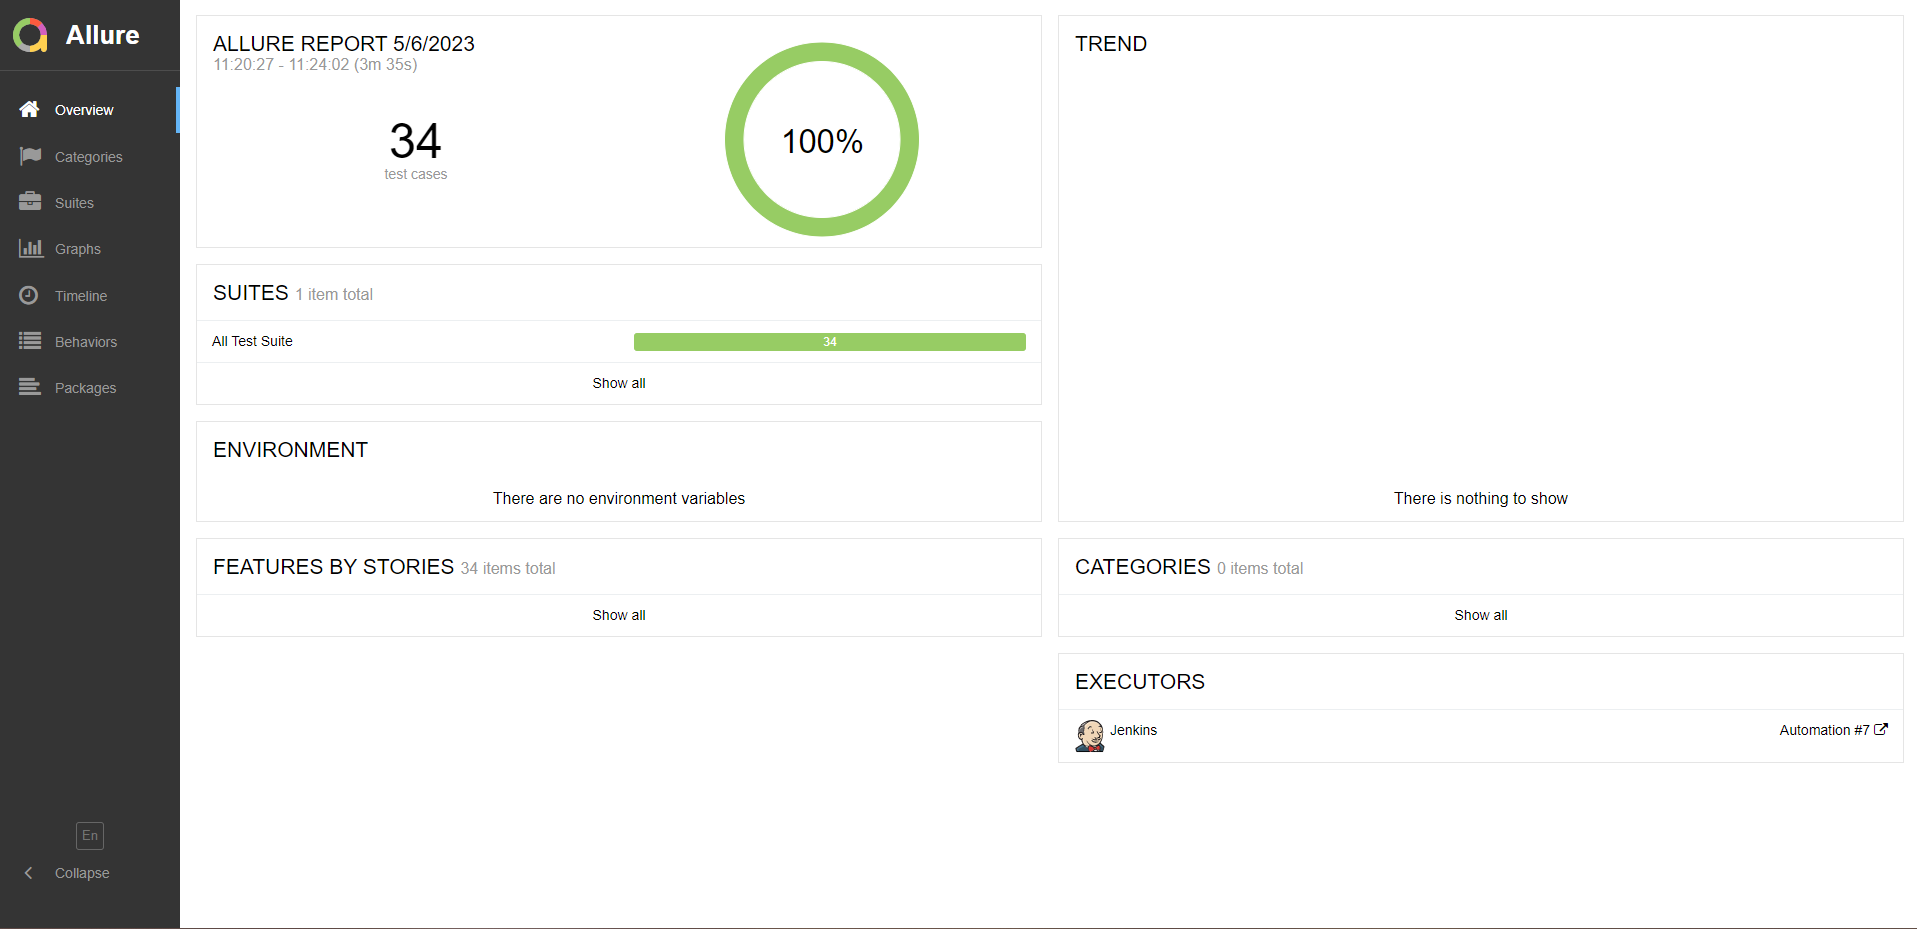 Allure
Overview
Categories
Suites
Graphs
Timeline
Behaviors
Packages
En
Collapse
ALLURE REPORT 5/6/2023
11:20:27 - 11:24:02 (3m 35s)
34
test cases
100%
SUITES 1 item total
All Test Suite 34
Show all
ENVIRONMENT
There are no environment variables
FEATURES BY STORIES 34 items total
Show all
TREND
There is nothing to show
CATEGORIES 0 items total
Show all
EXECUTORS
Jenkins Automation #7